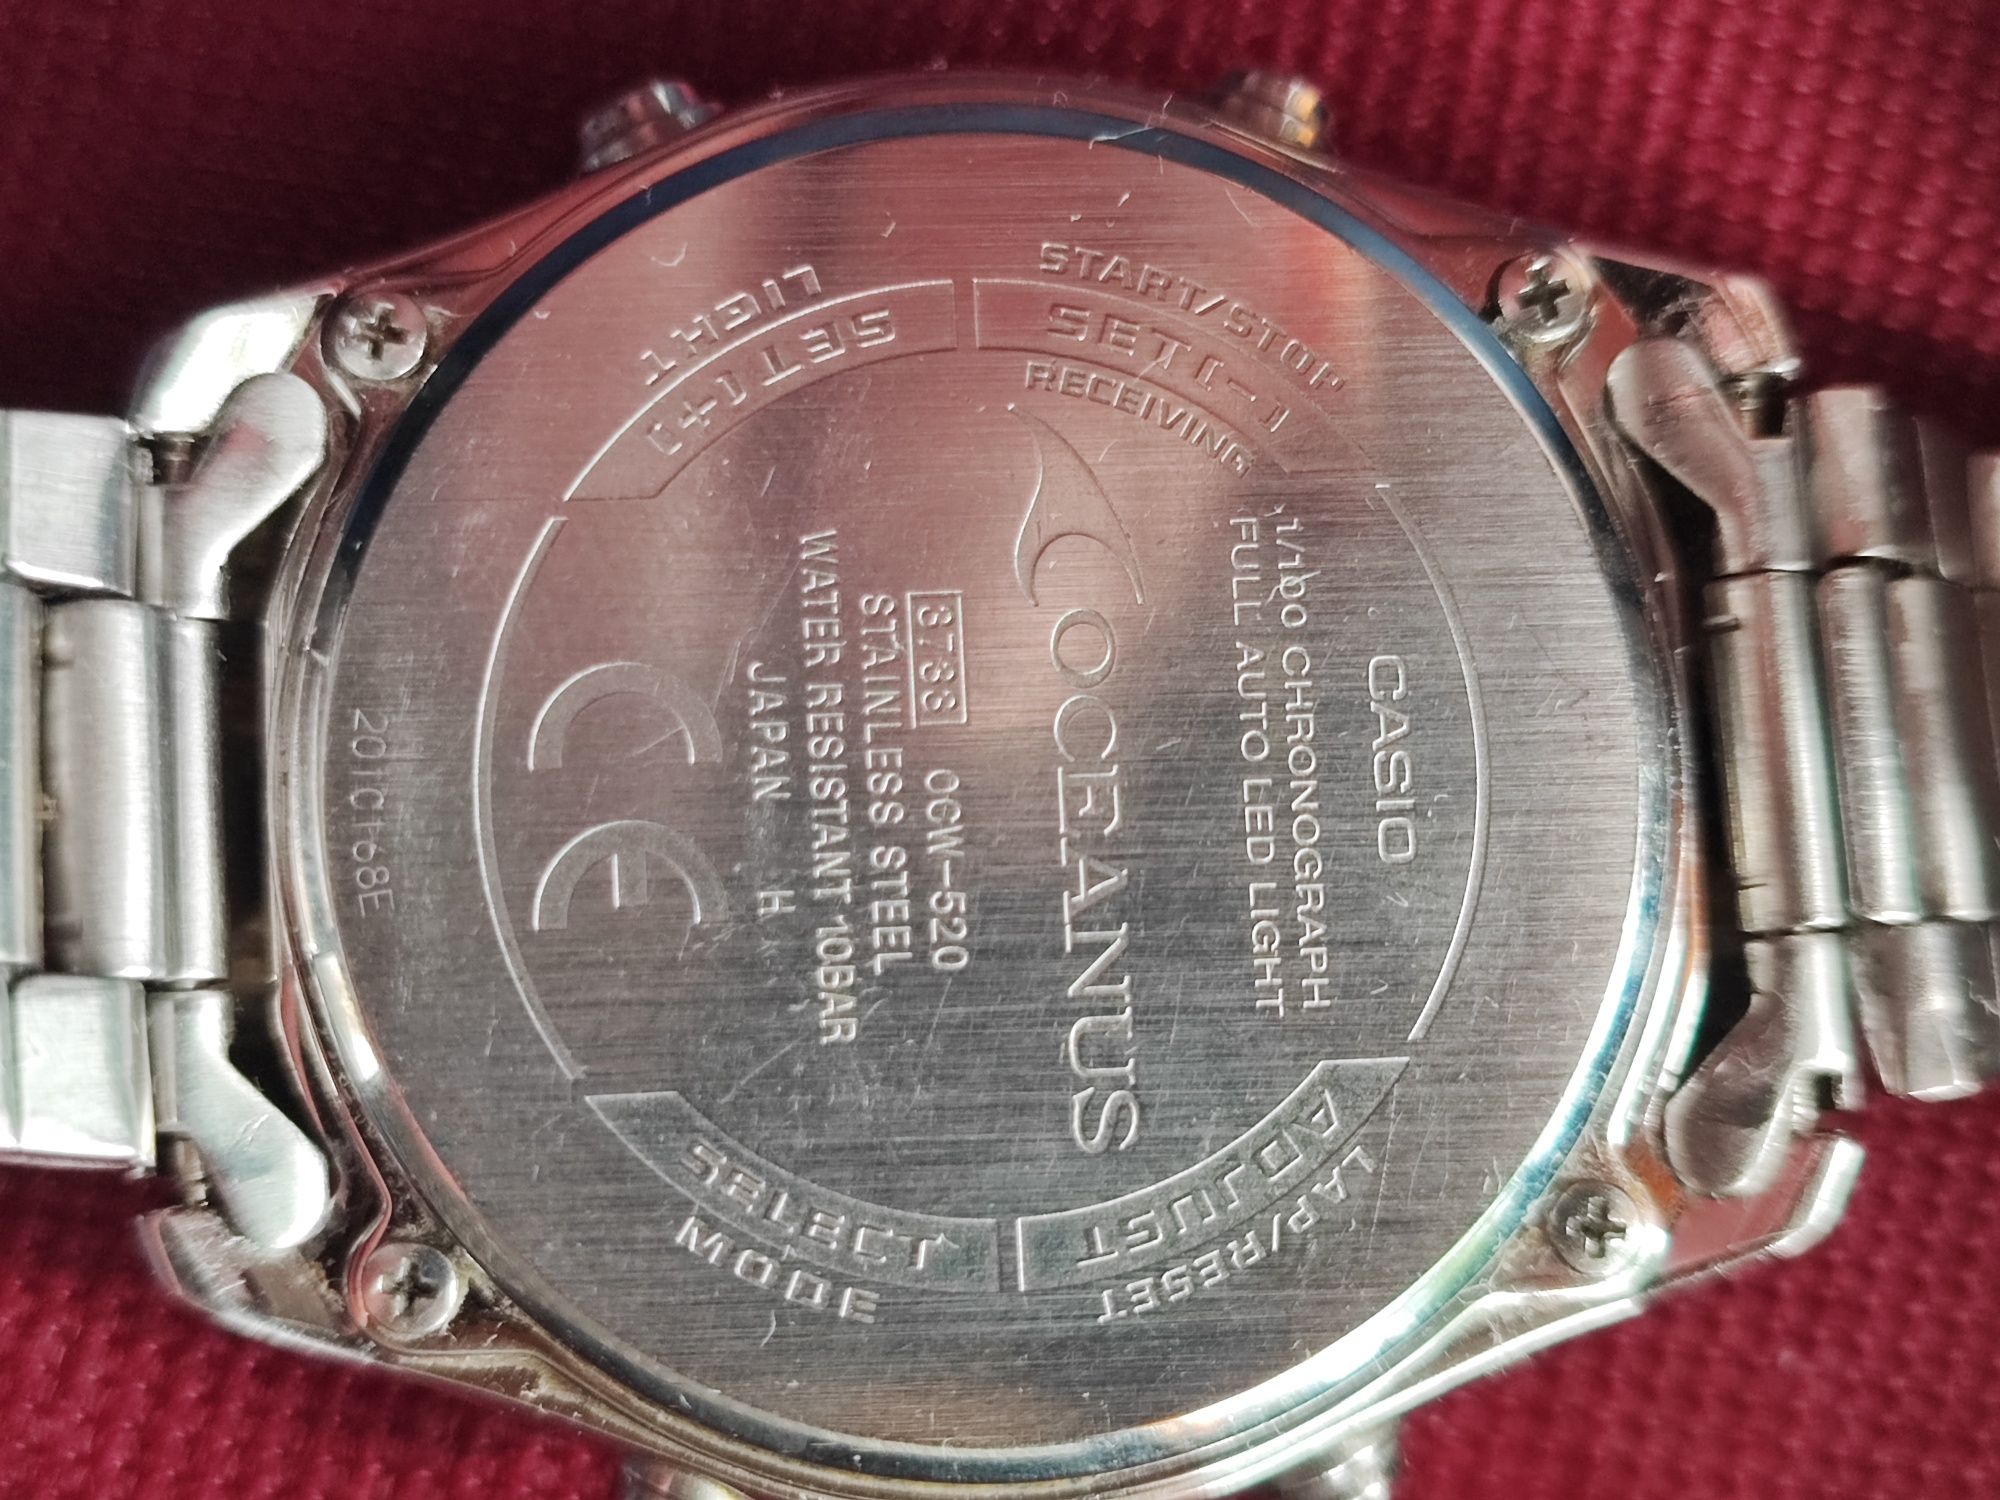 CASIO
1/100 CHRONOGRAPH
FULL AUTO LED LIGHT
OCEANUS
3788 OCW-520
STAINLESS STEEL
WATER RESISTANT 10BAR
JAPAN H
CE
START/STOP
SET(-)
RECEIVING
LIGHT
SET(+)
LAP/RESET
ADJUST
SELECT
MODE
201C168E